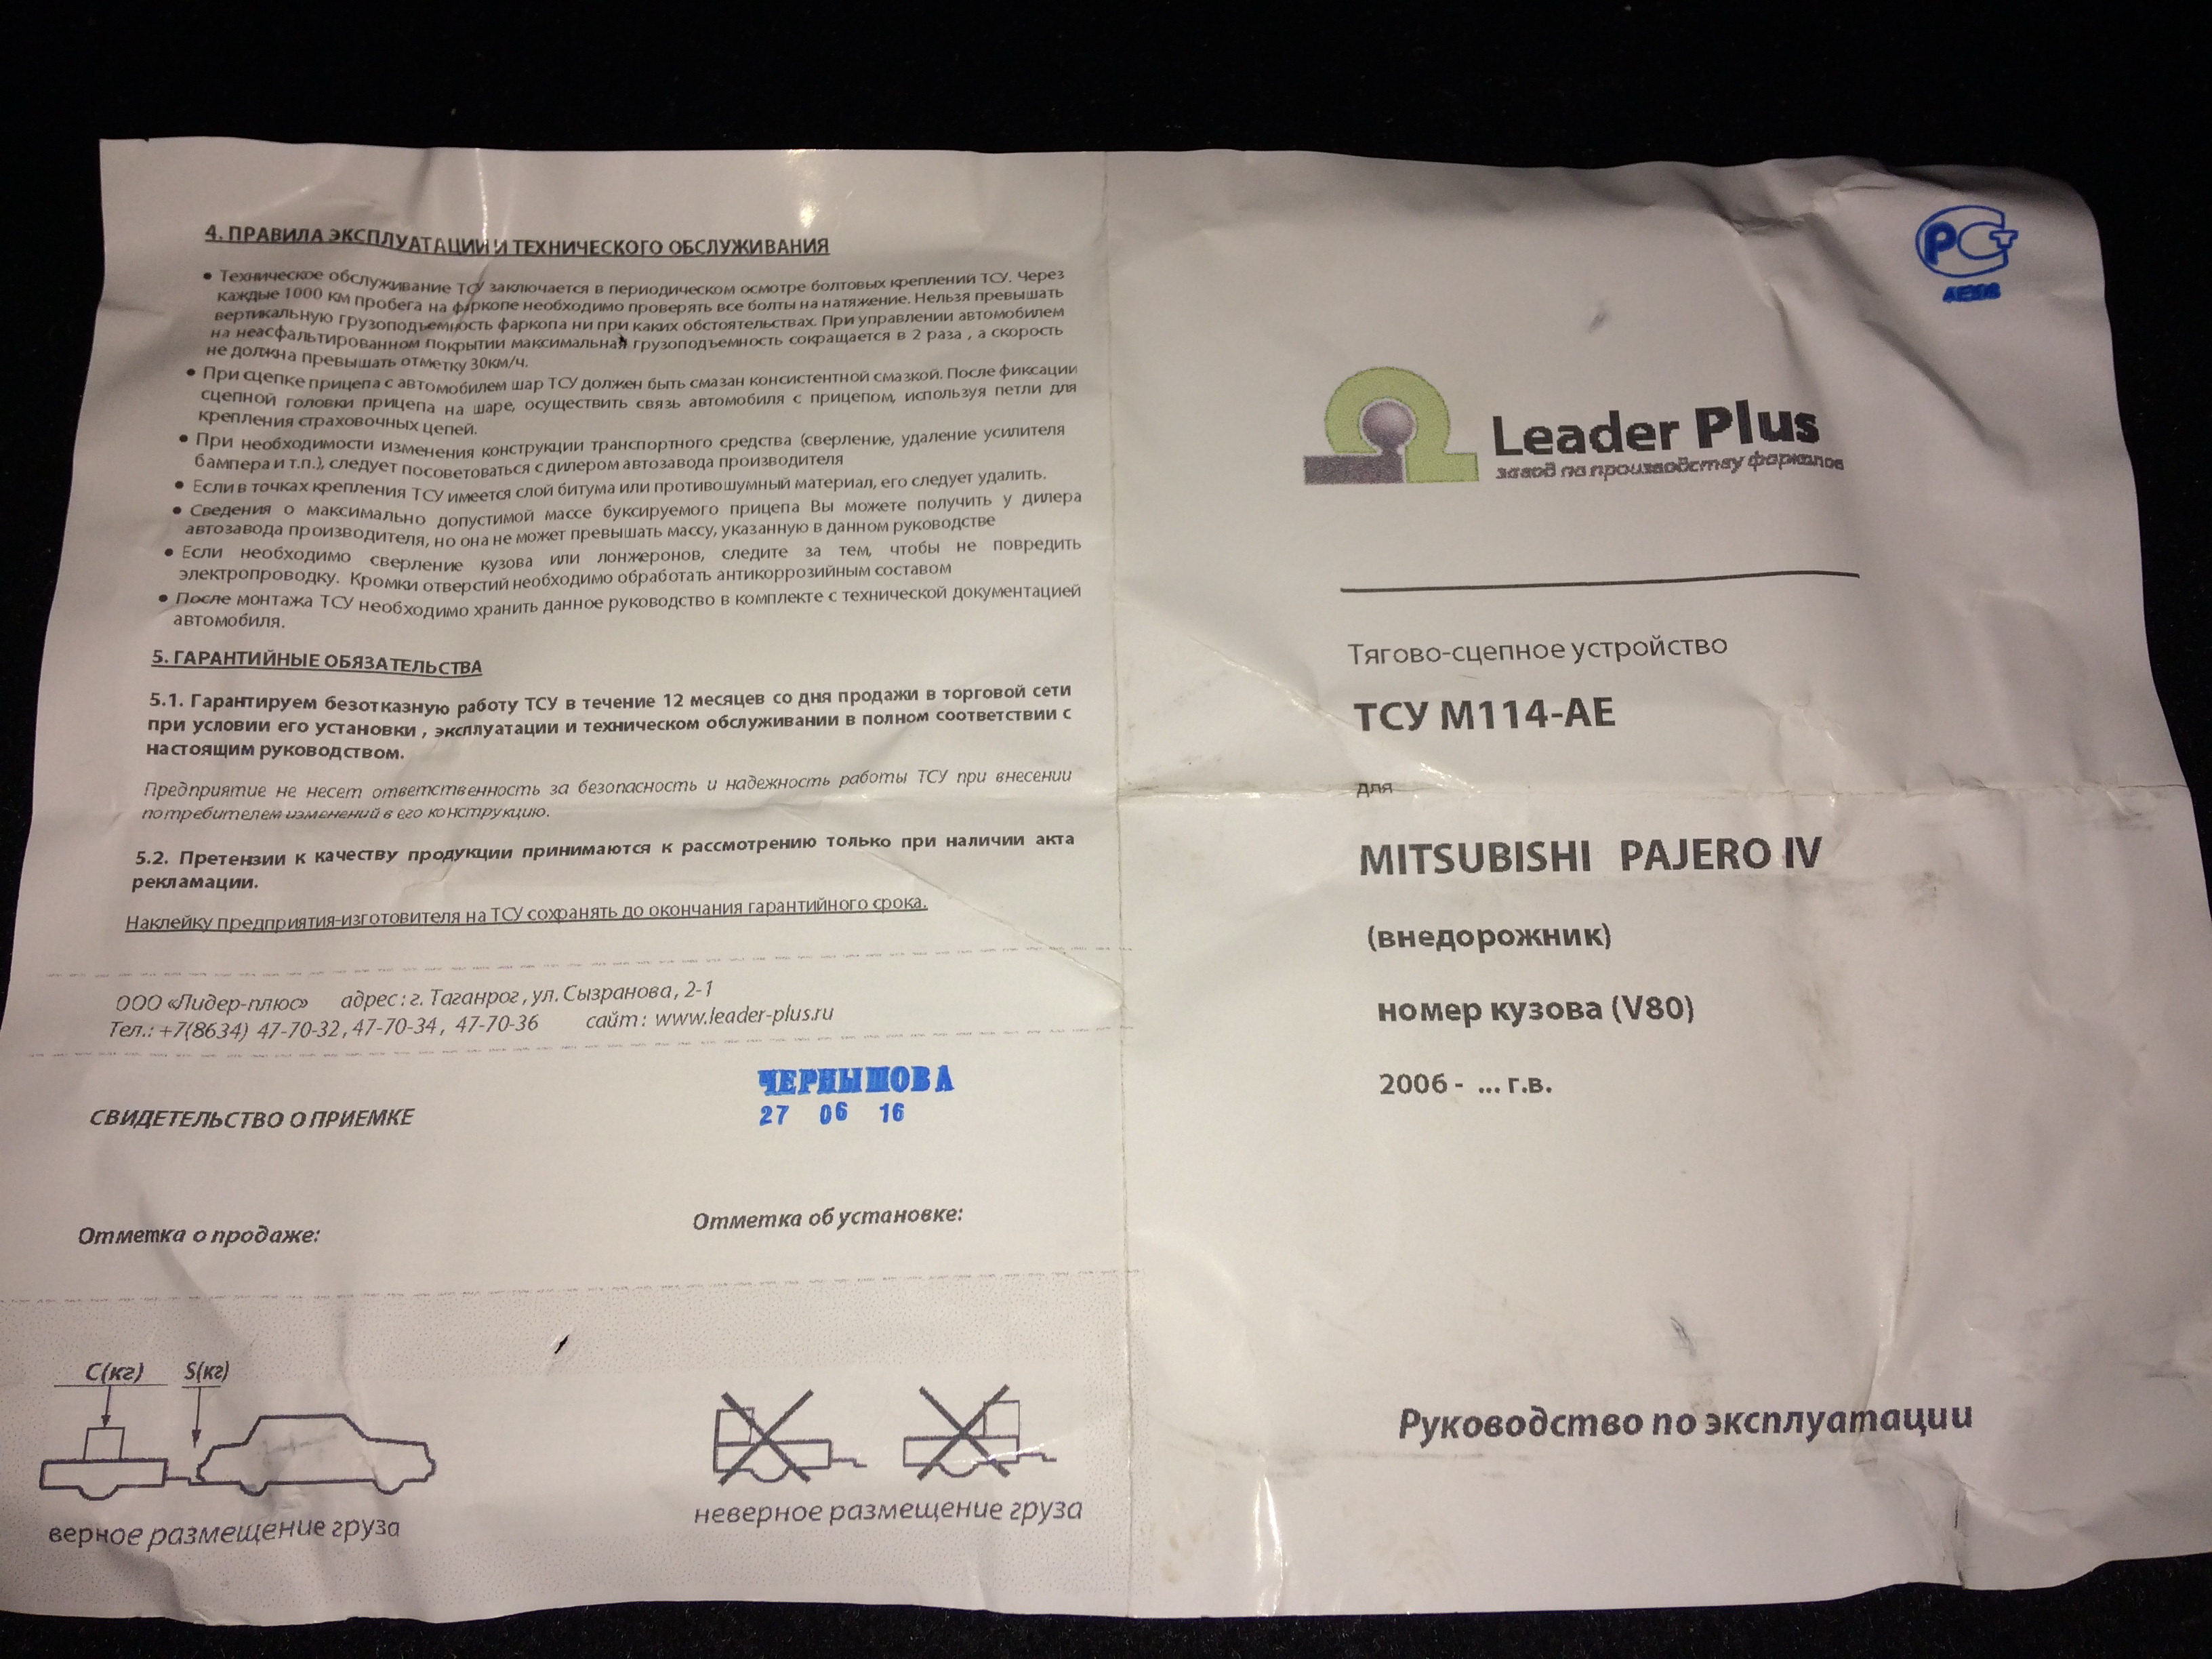 4. ПРАВИЛА ЭКСПЛУАТАЦИИ И ТЕХНИЧЕСКОГО ОБСЛУЖИВАНИЯ
• Техническое обслуживание ТСУ заключается в периодическом осмотре болтовых креплений ТСУ. Через
каждые 1000 км пробега на фаркопе необходимо проверять все болты на натяжение. Нельзя превышать
вертикальную грузоподъемность фаркопа ни при каких обстоятельствах. При управлении автомобилем
на неасфальтированном покрытии максимальная грузоподъемность сокращается в 2 раза , а скорость
не должна превышать отметку 30км/ч.
• При сцепке прицепа с автомобилем шар ТСУ должен быть смазан консистентной смазкой. После фиксации
сцепной головки прицепа на шаре, осуществить связь автомобиля с прицепом, используя петли для
крепления страховочных цепей.
• При необходимости изменения конструкции транспортного средства (сверление, удаление усилителя
бампера и т.п.), следует посоветоваться с дилером автозавода производителя
• Если в точках крепления ТСУ имеется слой битума или противошумный материал, его следует удалить.
• Сведения о максимально допустимой массе буксируемого прицепа Вы можете получить у дилера
автозавода производителя, но она не может превышать массу, указанную в данном руководстве
• Если необходимо сверление кузова или лонжеронов, следите за тем, чтобы не повредить
электропроводку. Кромки отверстий необходимо обработать антикоррозийным составом
• После монтажа ТСУ необходимо хранить данное руководство в комплекте с технической документацией
автомобиля.
5. ГАРАНТИЙНЫЕ ОБЯЗАТЕЛЬСТВА
5.1. Гарантируем безотказную работу ТСУ в течение 12 месяцев со дня продажи в торговой сети
при условии его установки , эксплуатации и техническом обслуживании в полном соответствии с
настоящим руководством.
Предприятие не несет ответственность за безопасность и надежность работы ТСУ при внесении
потребителем изменений в его конструкцию.
5.2. Претензии к качеству продукции принимаются к рассмотрению только при наличии акта
рекламации.
Наклейку предприятия-изготовителя на ТСУ сохранять до окончания гарантийного срока.
ООО «Лидер-плюс» адрес : г. Таганрог , ул. Сызранова, 2-1
Тел.: +7(8634) 47-70-32 , 47-70-34 , 47-70-36 сайт : www.leader-plus.ru
ЧЕРНЫШОВА
27 06 16
СВИДЕТЕЛЬСТВО О ПРИЕМКЕ
Отметка о продаже:
Отметка об установке:
C(кг) S(кг)
верное размещение груза
неверное размещение груза
РСТ
Leader Plus
завод по производству фаркопов
Тягово-сцепное устройство
ТСУ М114-АЕ
для
MITSUBISHI PAJERO IV
(внедорожник)
номер кузова (V80)
2006 - ... г.в.
Руководство по эксплуатации